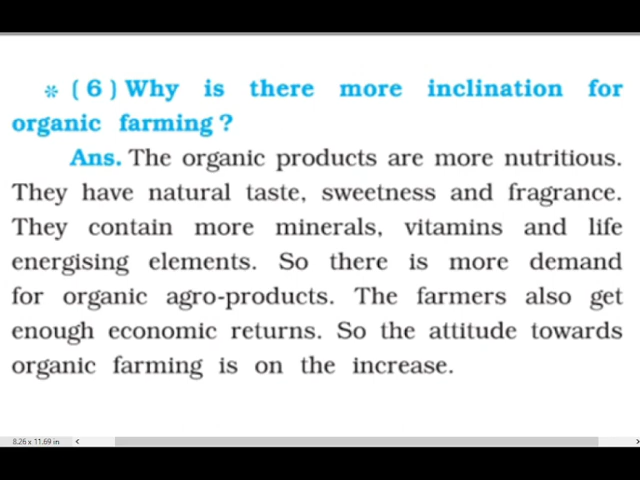 * ( 6 ) Why is there more inclination for
organic farming ?
Ans. The organic products are more nutritious.
They have natural taste, sweetness and fragrance.
They contain more minerals, vitamins and life
energising elements. So there is more demand
for organic agro-products. The farmers also get
enough economic returns. So the attitude towards
organic farming is on the increase.
8.26 x 11.69 in